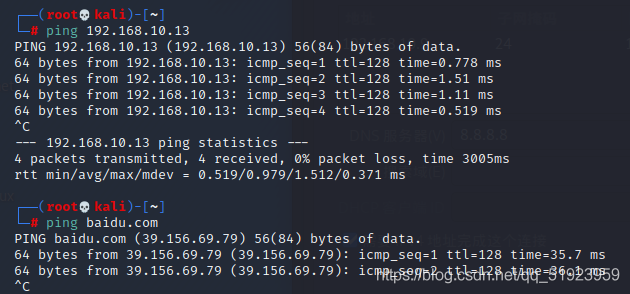 ┌──(root💀kali)-[~]
└─# ping 192.168.10.13
PING 192.168.10.13 (192.168.10.13) 56(84) bytes of data.
64 bytes from 192.168.10.13: icmp_seq=1 ttl=128 time=0.778 ms
64 bytes from 192.168.10.13: icmp_seq=2 ttl=128 time=1.51 ms
64 bytes from 192.168.10.13: icmp_seq=3 ttl=128 time=1.11 ms
64 bytes from 192.168.10.13: icmp_seq=4 ttl=128 time=0.519 ms
^C
--- 192.168.10.13 ping statistics ---
4 packets transmitted, 4 received, 0% packet loss, time 3005ms
rtt min/avg/max/mdev = 0.519/0.979/1.512/0.371 ms
┌──(root💀kali)-[~]
└─# ping baidu.com
PING baidu.com (39.156.69.79) 56(84) bytes of data.
64 bytes from 39.156.69.79 (39.156.69.79): icmp_seq=1 ttl=128 time=35.7 ms
64 bytes from 39.156.69.79 (39.156.69.79): icmp_seq=2 ttl=128 time=36.1 ms
^C
https://blog.csdn.net/qq_51923959
24
8.8.8.8